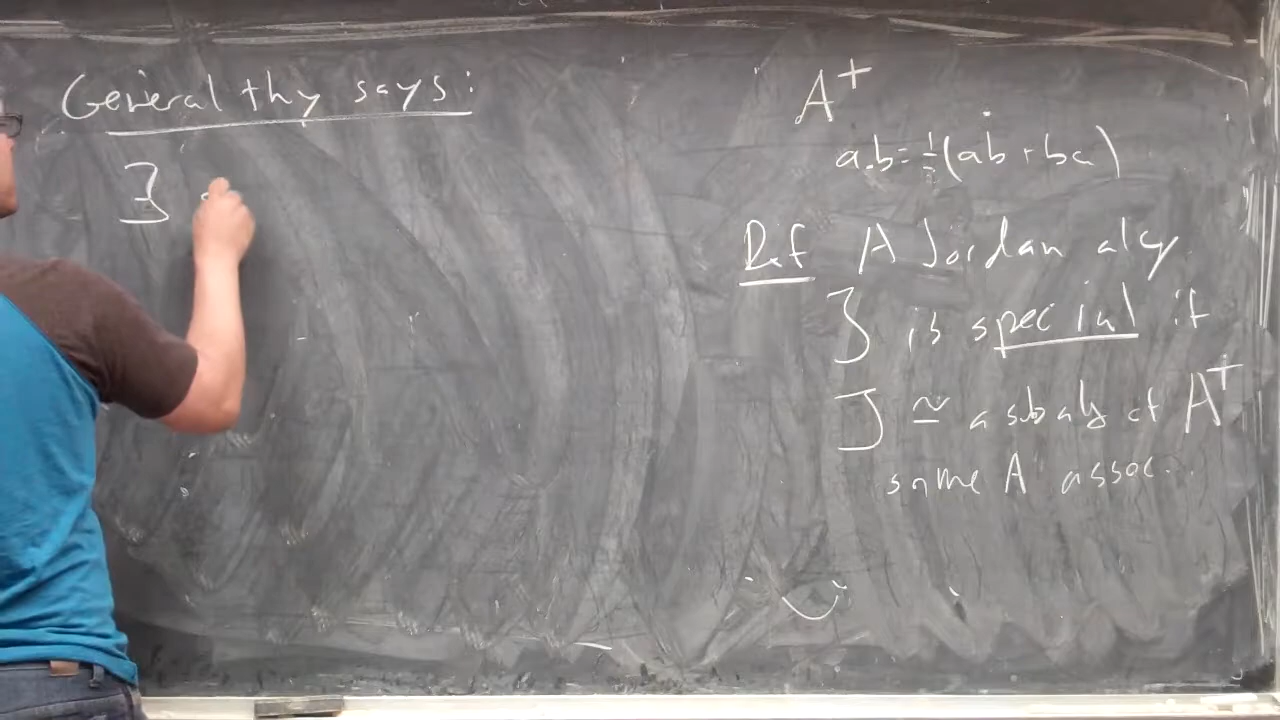 General thy says:
∃
A⁺
a.b = ½(ab + ba)
Def A Jordan alg
J is special if
J ≅ a subalg of A⁺
some A assoc.